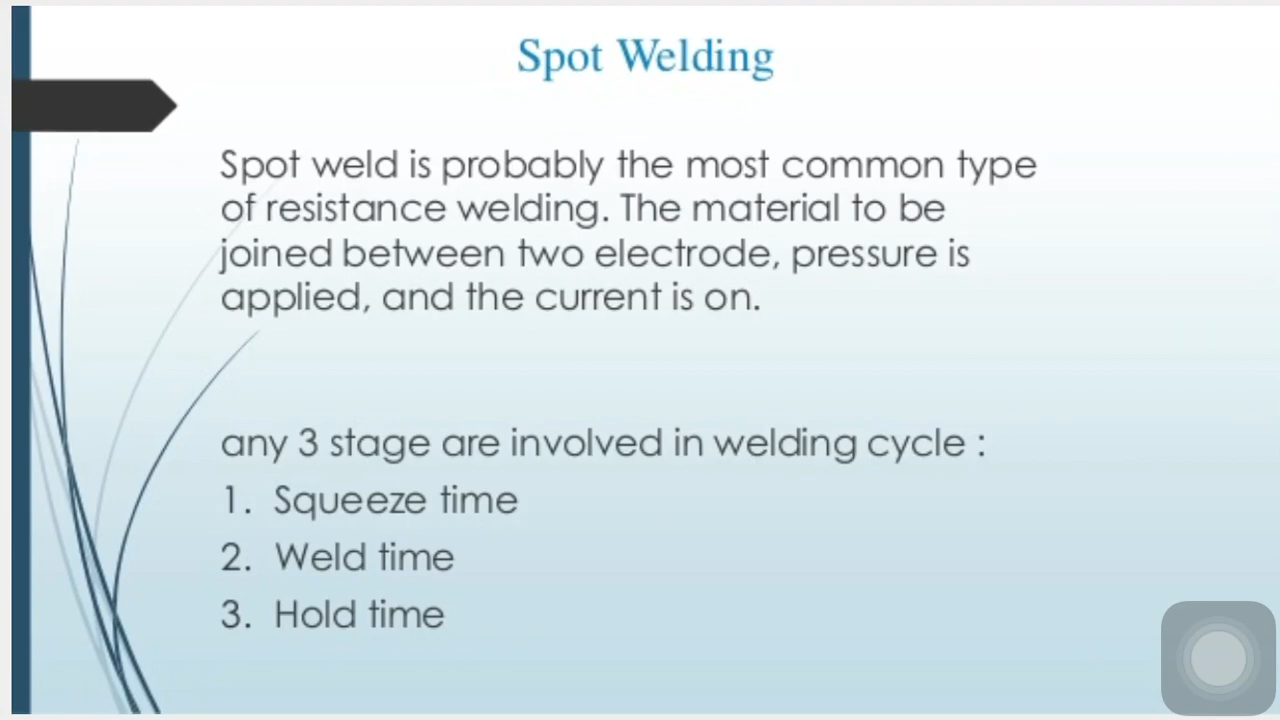 Spot Welding
Spot weld is probably the most common type
of resistance welding. The material to be
joined between two electrode, pressure is
applied, and the current is on.
any 3 stage are involved in welding cycle :
1. Squeeze time
2. Weld time
3. Hold time